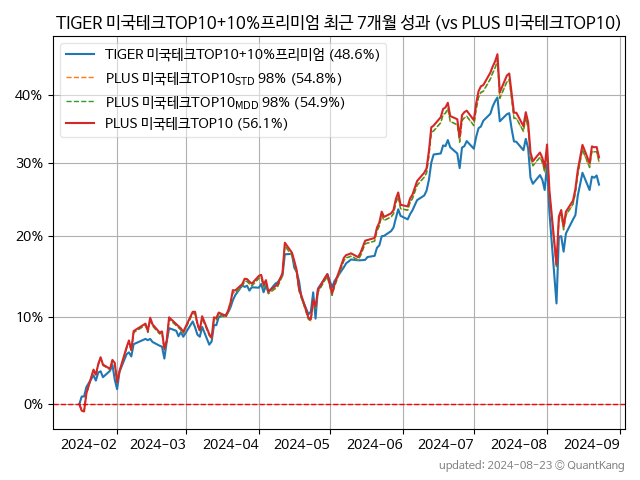 TIGER 미국테크TOP10+10%프리미엄 최근 7개월 성과 (vs PLUS 미국테크TOP10)
TIGER 미국테크TOP10+10%프리미엄 (48.6%)
PLUS 미국테크TOP10STD 98% (54.8%)
PLUS 미국테크TOP10MDD 98% (54.9%)
PLUS 미국테크TOP10 (56.1%)
40%
30%
20%
10%
0%
2024-02 2024-03 2024-04 2024-05 2024-06 2024-07 2024-08 2024-09
updated: 2024-08-23 © QuantKang